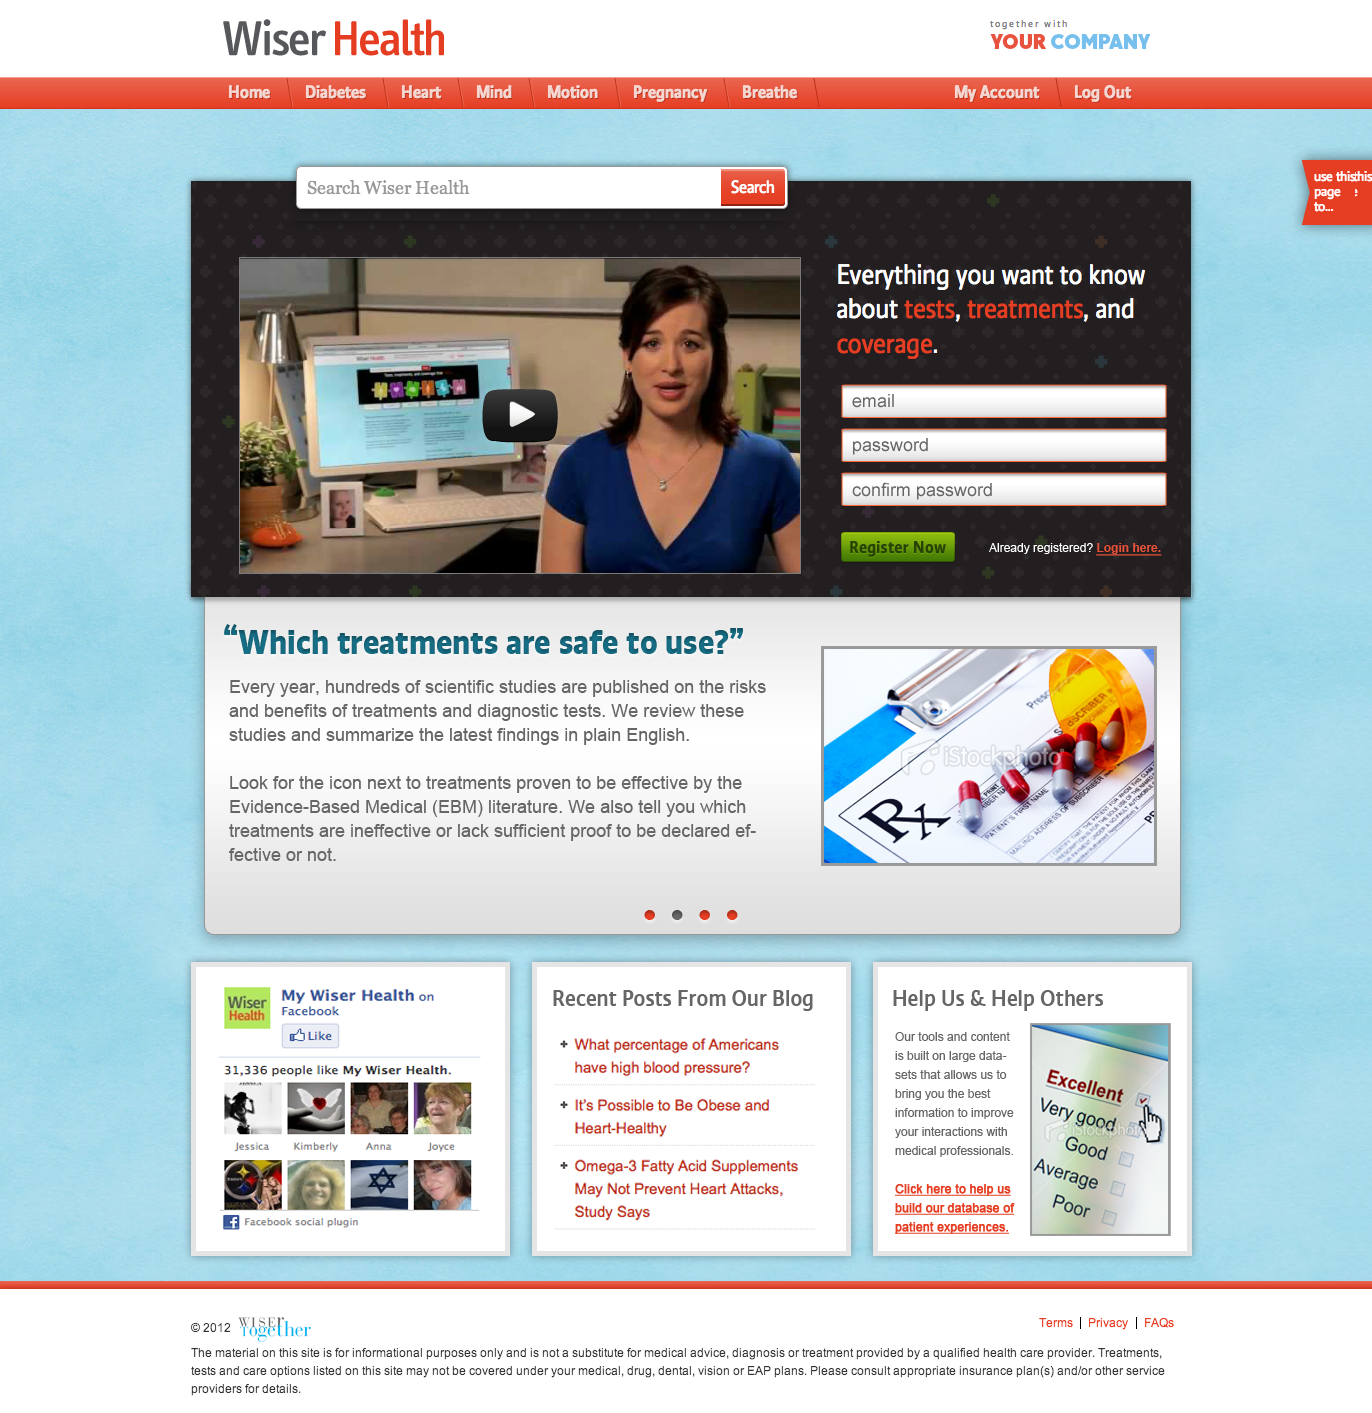 Wiser Health
together with
YOUR COMPANY
Home Diabetes Heart Mind Motion Pregnancy Breathe My Account Log Out
Search Wiser Health Search
use thisthis
page e
to...
Everything you want to know
about tests, treatments, and
coverage.
email
password
confirm password
Register Now Already registered? Login here.
“Which treatments are safe to use?”
Every year, hundreds of scientific studies are published on the risks
and benefits of treatments and diagnostic tests. We review these
studies and summarize the latest findings in plain English.
Look for the icon next to treatments proven to be effective by the
Evidence-Based Medical (EBM) literature. We also tell you which
treatments are ineffective or lack sufficient proof to be declared ef-
fective or not.
iStockphoto
Rx
Wiser
Health
My Wiser Health on
Facebook
Like
31,336 people like My Wiser Health.
Jessica Kimberly Anna Joyce
Facebook social plugin
Recent Posts From Our Blog
What percentage of Americans
have high blood pressure?
It’s Possible to Be Obese and
Heart-Healthy
Omega-3 Fatty Acid Supplements
May Not Prevent Heart Attacks,
Study Says
Help Us & Help Others
Our tools and content
is built on large data-
sets that allows us to
bring you the best
information to improve
your interactions with
medical professionals.
Click here to help us
build our database of
patient experiences.
Excellent
Very good
Good
Average
Poor
© 2012 WISER
together
Terms | Privacy | FAQs
The material on this site is for informational purposes only and is not a substitute for medical advice, diagnosis or treatment provided by a qualified health care provider. Treatments,
tests and care options listed on this site may not be covered under your medical, drug, dental, vision or EAP plans. Please consult appropriate insurance plan(s) and/or other service
providers for details.